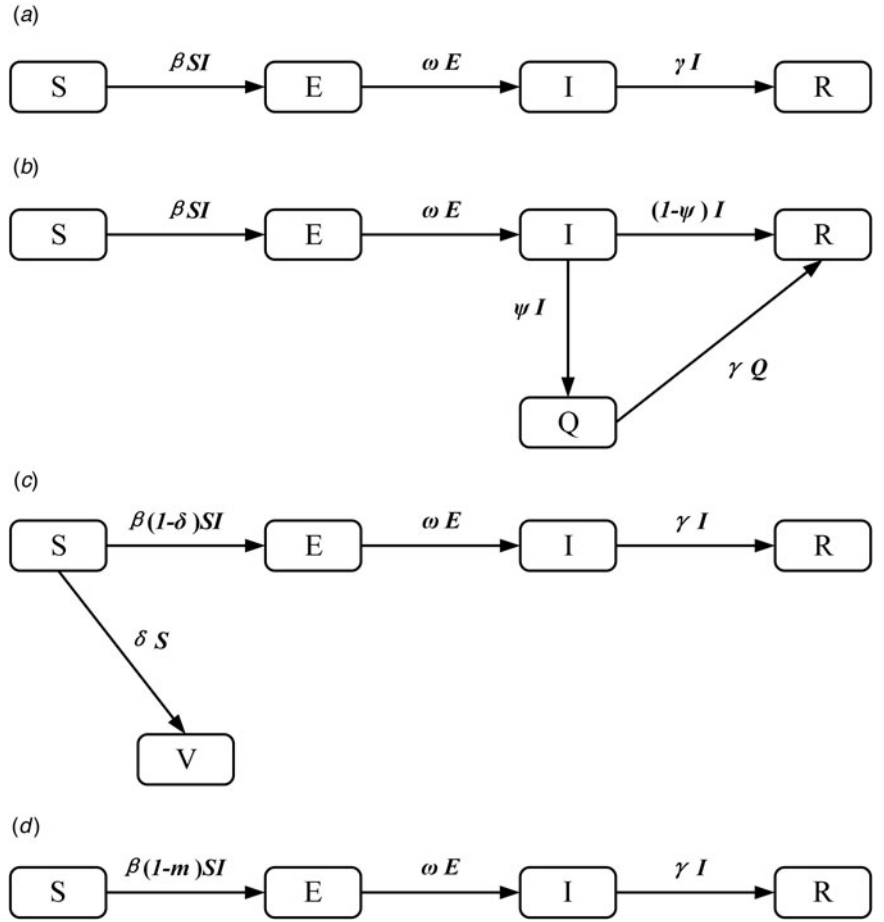 (a)
βSI ωE γI
S E I R
(b)
βSI ωE (1-ψ)I
S E I R
ψI
γQ
Q
(c)
β(1-δ)SI ωE γI
S E I R
δS
V
(d)
β(1-m)SI ωE γI
S E I R